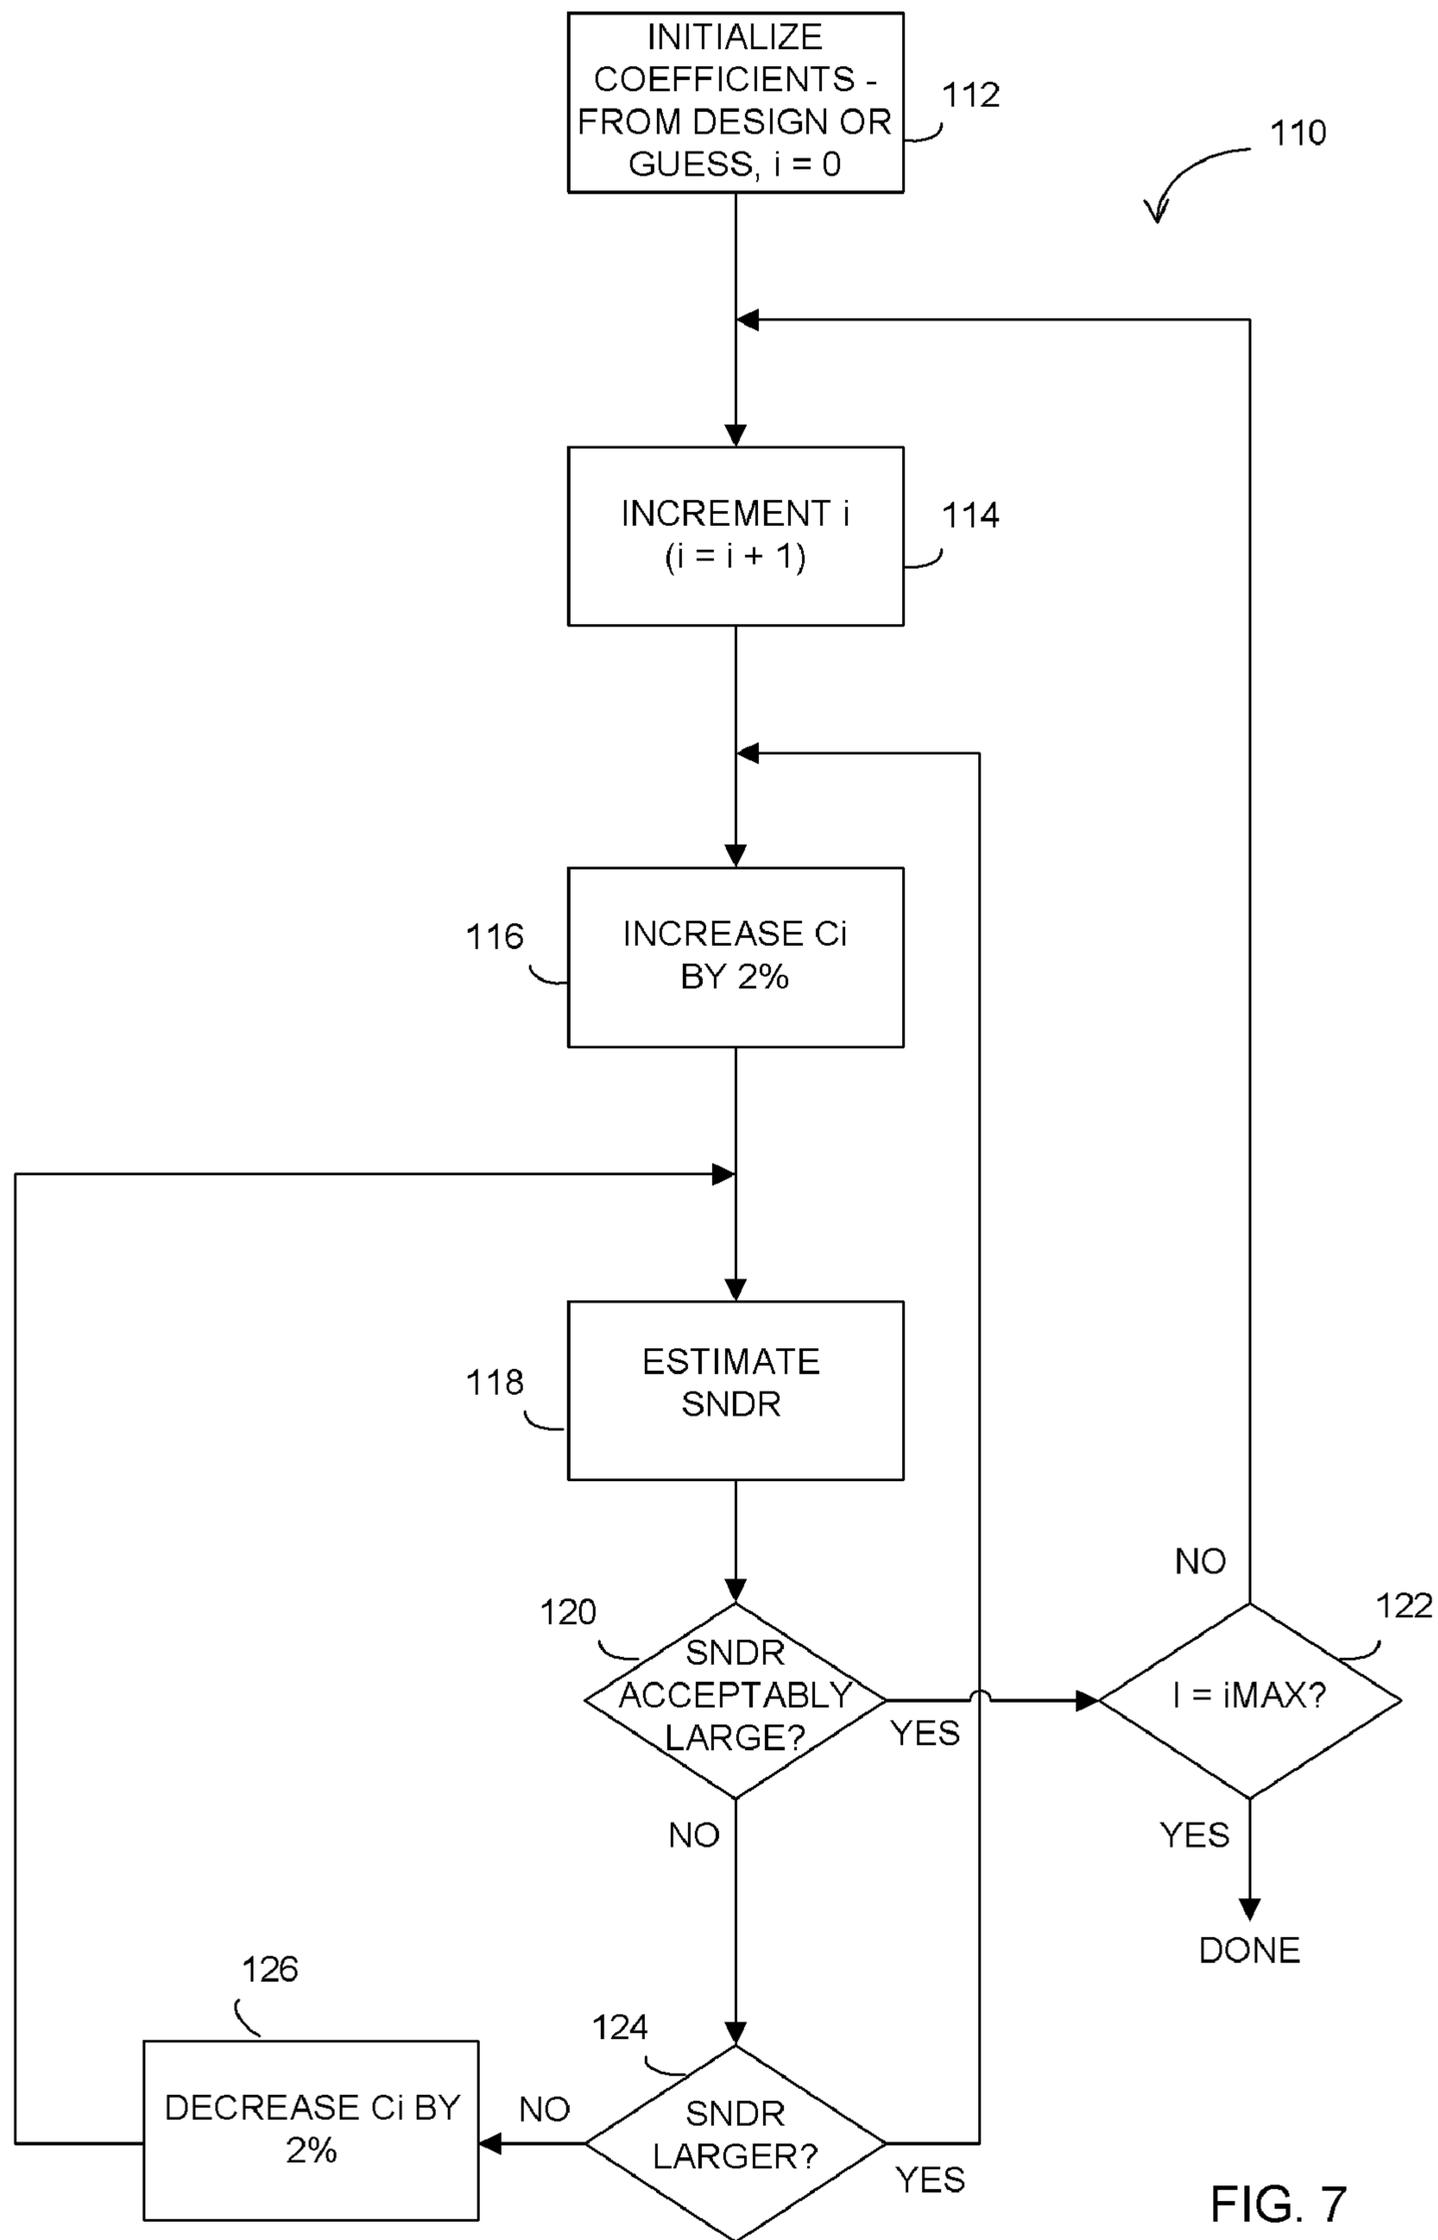 INITIALIZE
COEFFICIENTS -
FROM DESIGN OR
GUESS, i = 0
112
110
INCREMENT i
(i = i + 1)
114
116
INCREASE Ci
BY 2%
118
ESTIMATE
SNDR
NO
120
122
SNDR
ACCEPTABLY
LARGE?
YES
I = iMAX?
NO
YES
DONE
126
124
DECREASE Ci BY
2%
NO
SNDR
LARGER?
YES
FIG. 7